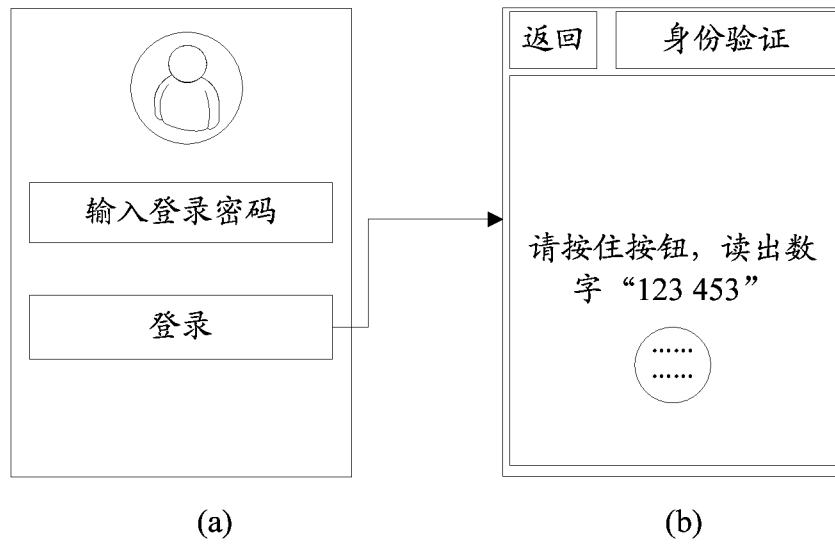 输入登录密码
登录
(a)
返回
身份验证
请按住按钮，读出数
字“123 453”
(b)